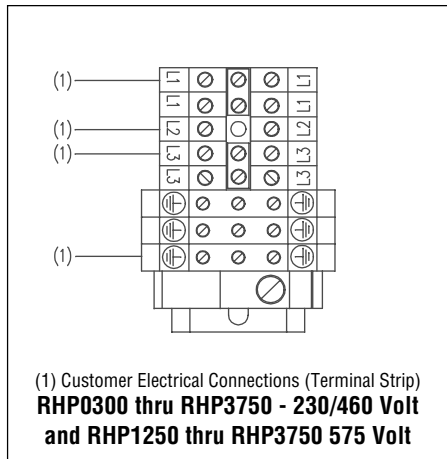 (1) L1 L1
L1 L1
(1) L2 L2
(1) L3 L3
L3 L3
(1)
(1) Customer Electrical Connections (Terminal Strip)
RHP0300 thru RHP3750 - 230/460 Volt
and RHP1250 thru RHP3750 575 Volt